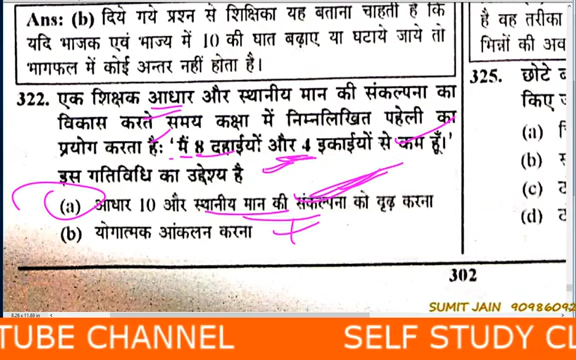 Ans: (b) दिये गये प्रश्न से शिक्षिका यह बताना चाहती है कि
यदि भाजक एवं भाज्य में 10 की घात बढ़ाए या घटाये जाये तो
भागफल में कोई अन्तर नहीं होता है।
322. एक शिक्षक आधार और स्थानीय मान की संकल्पना का
विकास करते समय कक्षा में निम्नलिखित पहेली का
प्रयोग करता है: 'मैं 8 दहाईयों और 4 इकाईयों से कम हूँ।'
इस गतिविधि का उद्देश्य है
(a) आधार 10 और स्थानीय मान की संकल्पना को दृढ़ करना
(b) योगात्मक आंकलन करना
है वह तरीका
भिन्नों की अव
325. छोटे
किए
(a)
(b)
(c)
(d)
302
SUMIT JAIN 90986092
TUBE CHANNEL SELF STUDY CL